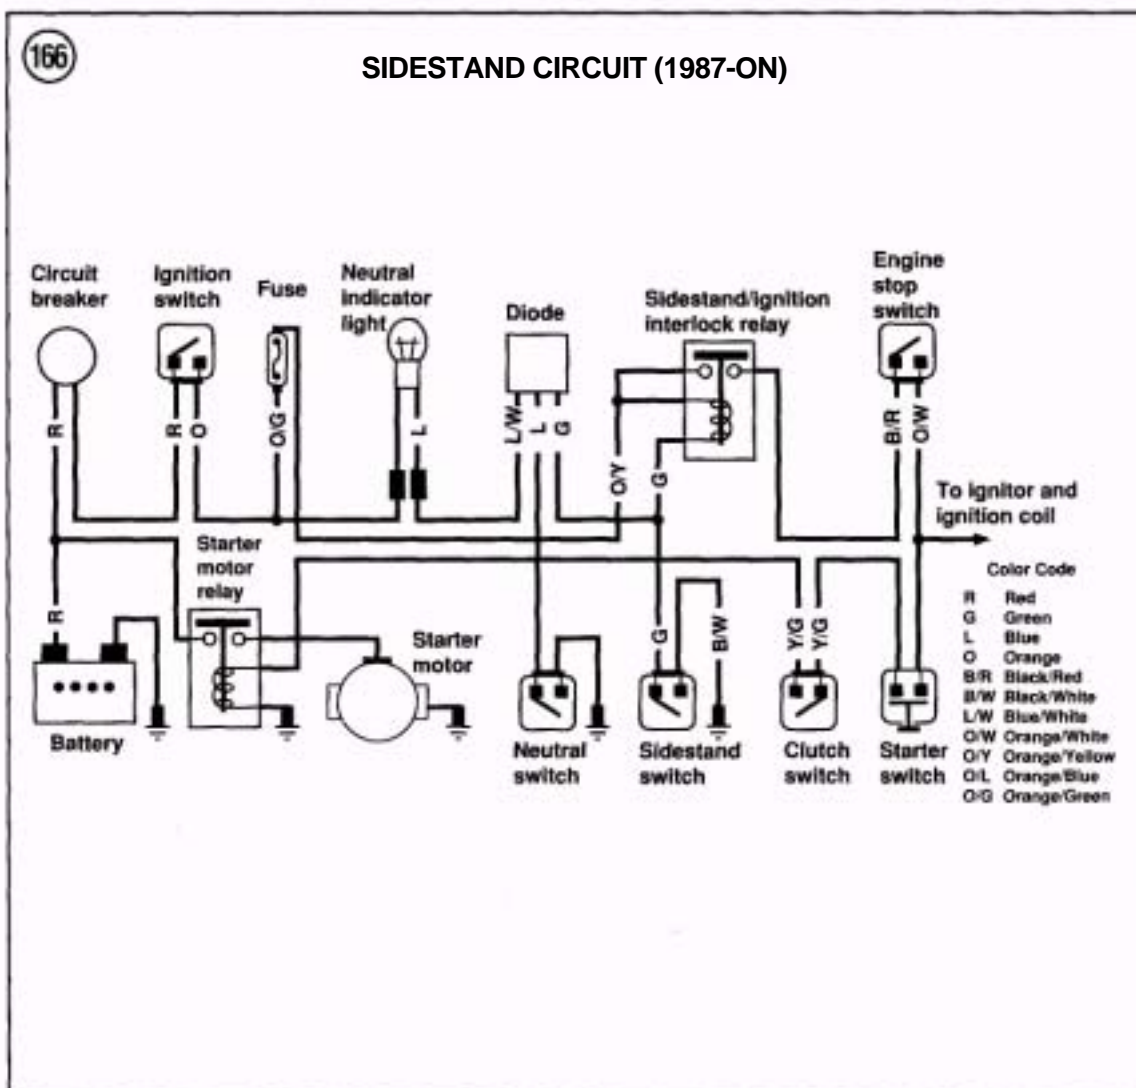 166
SIDESTAND CIRCUIT (1987-ON)
Circuit
breaker
Ignition
switch
Fuse
Neutral
indicator
light
Diode
Sidestand/ignition
interlock relay
Engine
stop
switch
R
R
O
O/G
L
L/W
L
G
O/Y
G
B/R
O/W
To ignitor and
ignition coil
Starter
motor
relay
R
Starter
motor
G
B/W
Y/G
Y/G
Battery
Neutral
switch
Sidestand
switch
Clutch
switch
Starter
switch
Color Code
R Red
G Green
L Blue
O Orange
B/R Black/Red
B/W Black/White
L/W Blue/White
O/W Orange/White
O/Y Orange/Yellow
O/L Orange/Blue
O/G Orange/Green